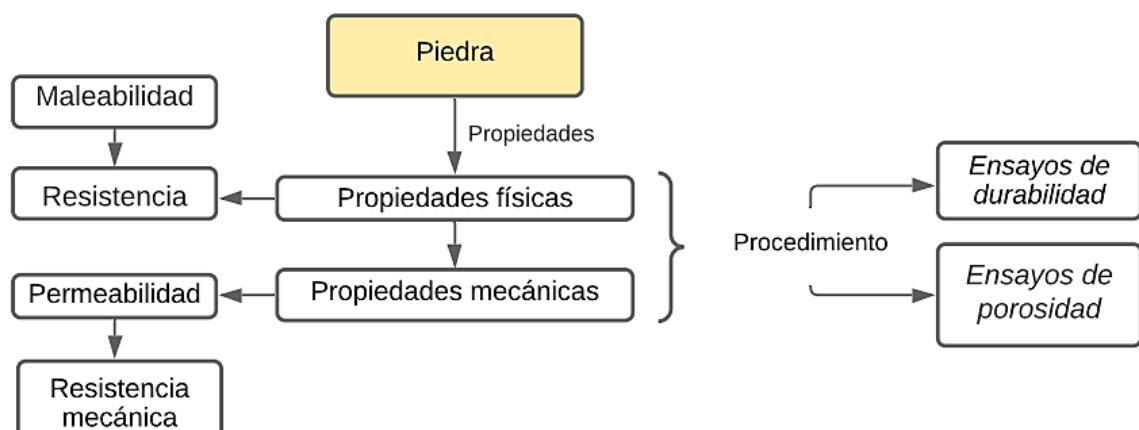 Piedra
Maleabilidad
Propiedades
Resistencia
Propiedades físicas
Permeabilidad
Propiedades mecánicas
Resistencia
mecánica
Procedimiento
Ensayos de
durabilidad
Ensayos de
porosidad